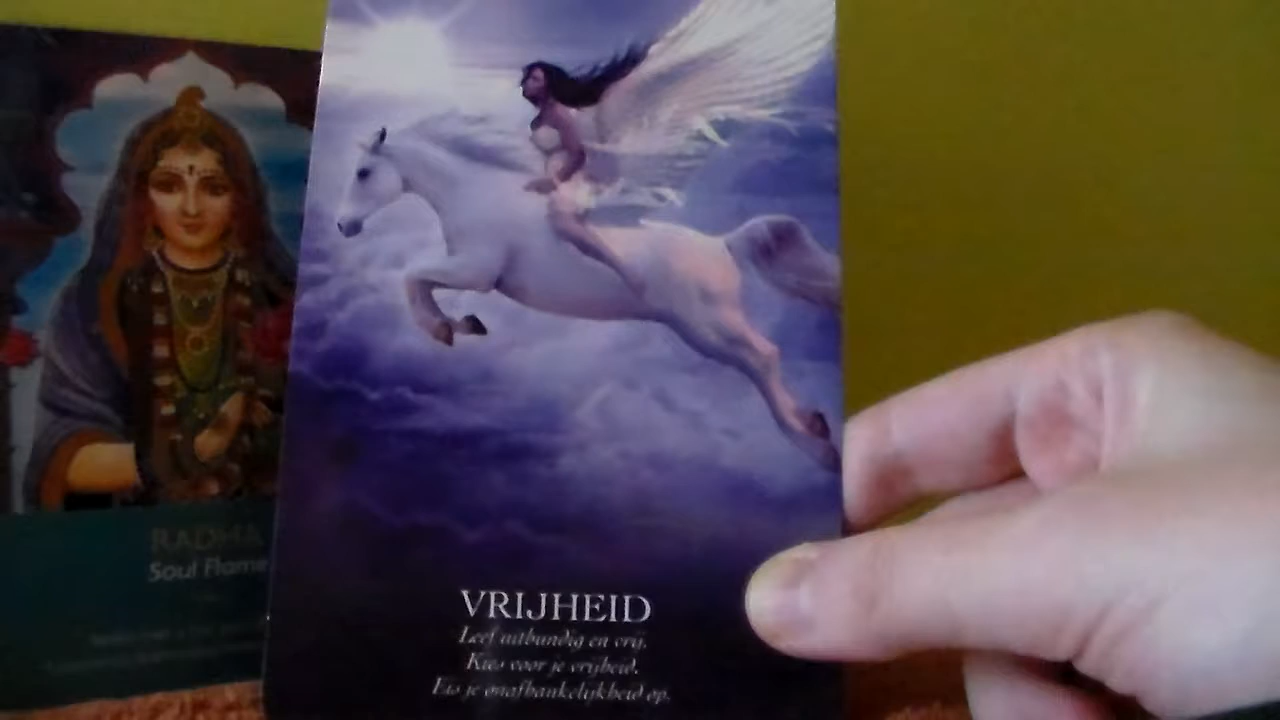 RADHA
Soul Flame
VRIJHEID
Leef uitbundig en vrij.
Kies voor je vrijheid.
Eis je onafhankelijkheid op.